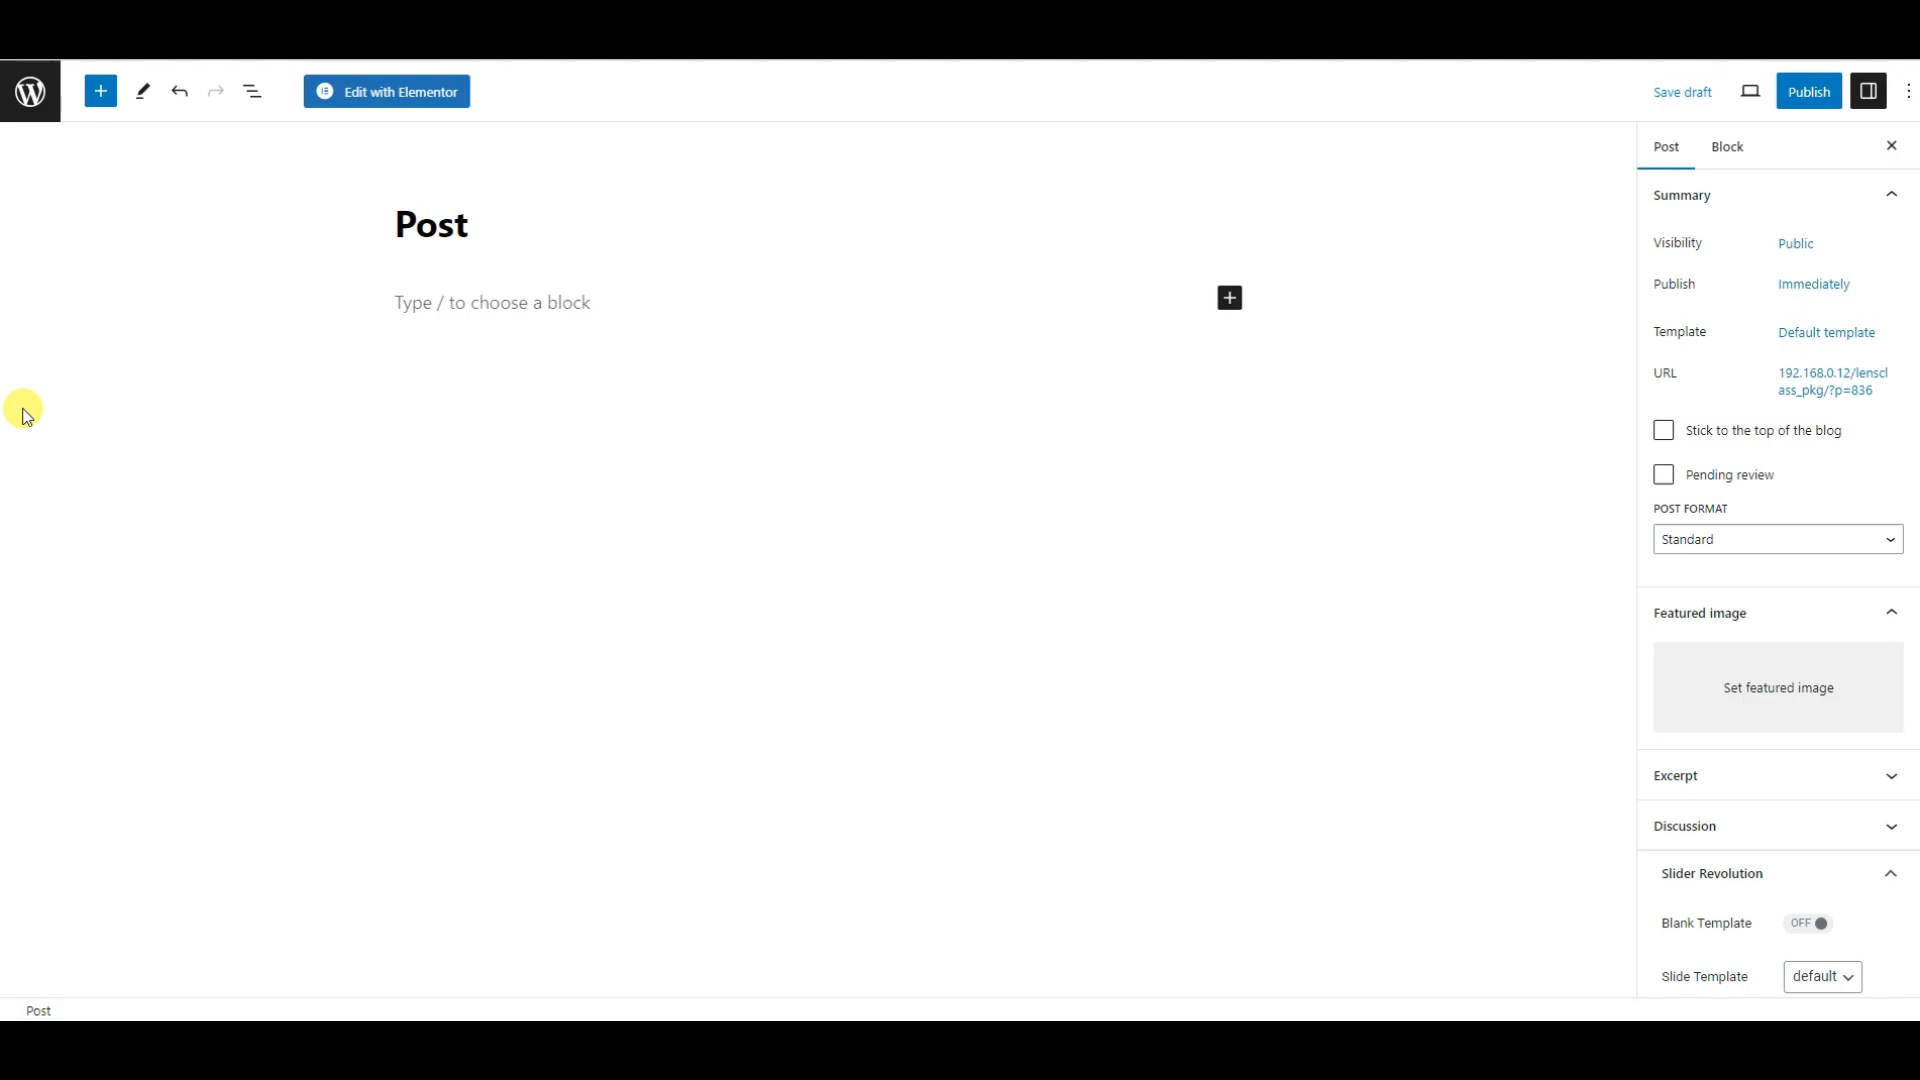 Edit with Elementor
Save draft
Publish
Post
Block
Post
Type / to choose a block
Summary
Visibility
Public
Publish
Immediately
Template
Default template
URL
192.168.0.12/lenscl
ass_pkg/?p=836
Stick to the top of the blog
Pending review
POST FORMAT
Standard
Featured image
Set featured image
Excerpt
Discussion
Slider Revolution
Blank Template
OFF
Slide Template
default
Post